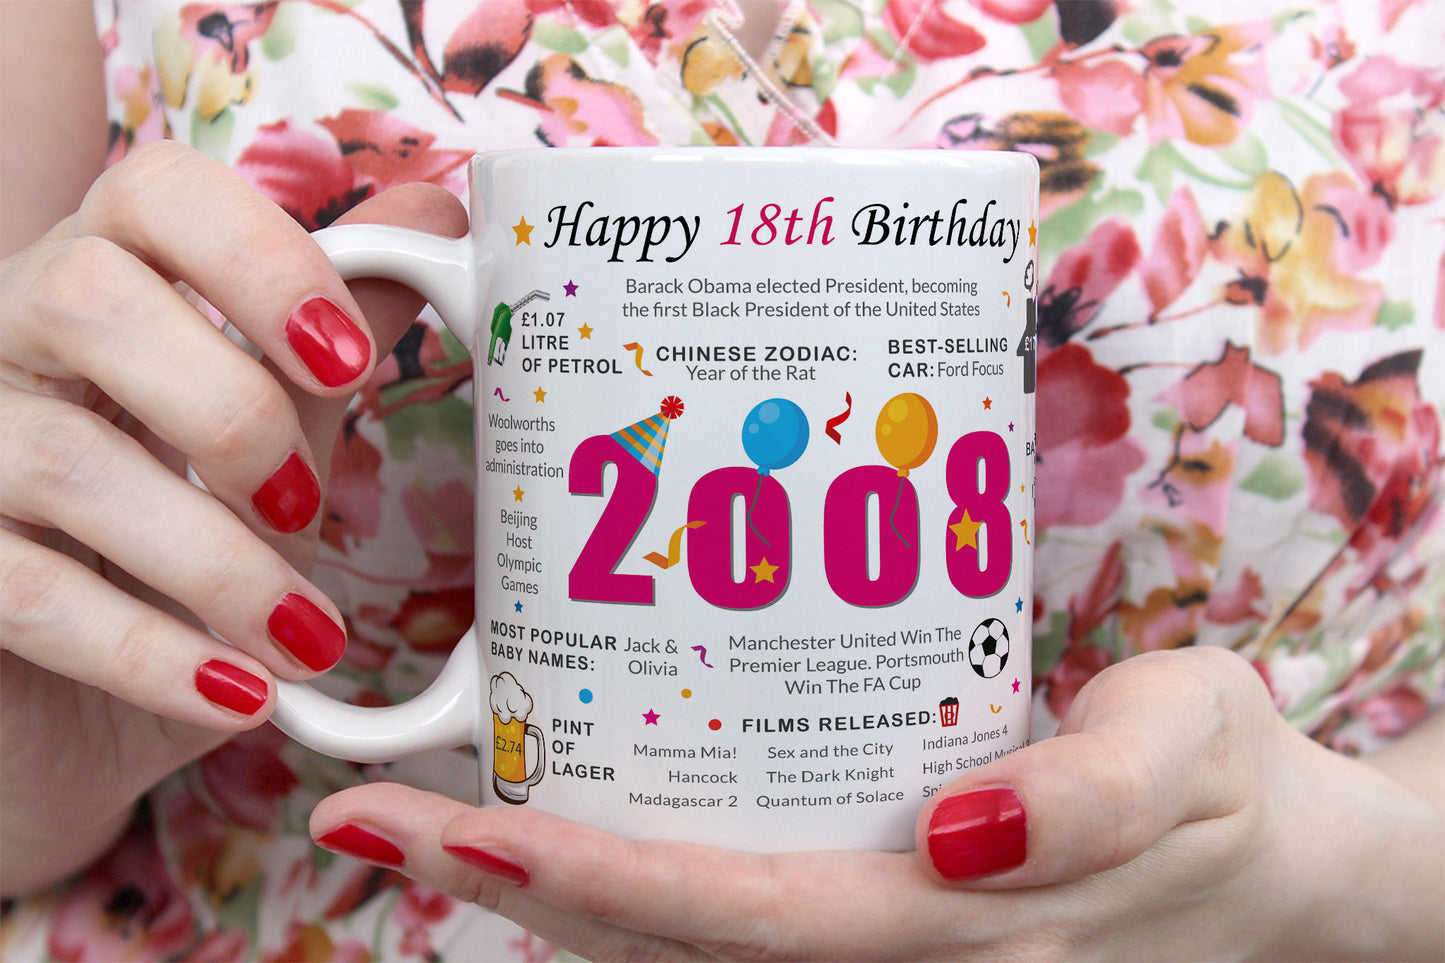 Happy 18th Birthday
Barack Obama elected President, becoming
the first Black President of the United States
£1.07
LITRE
OF PETROL
CHINESE ZODIAC:
Year of the Rat
BEST-SELLING
CAR: Ford Focus
Woolworths
goes into
administration
2008
Beijing
Host
Olympic
Games
MOST POPULAR
BABY NAMES:
Jack &
Olivia
Manchester United Win The
Premier League. Portsmouth
Win The FA Cup
£2.74
PINT
OF
LAGER
FILMS RELEASED:
Mamma Mia!
Hancock
Madagascar 2
Sex and the City
The Dark Knight
Quantum of Solace
Indiana Jones 4
High School